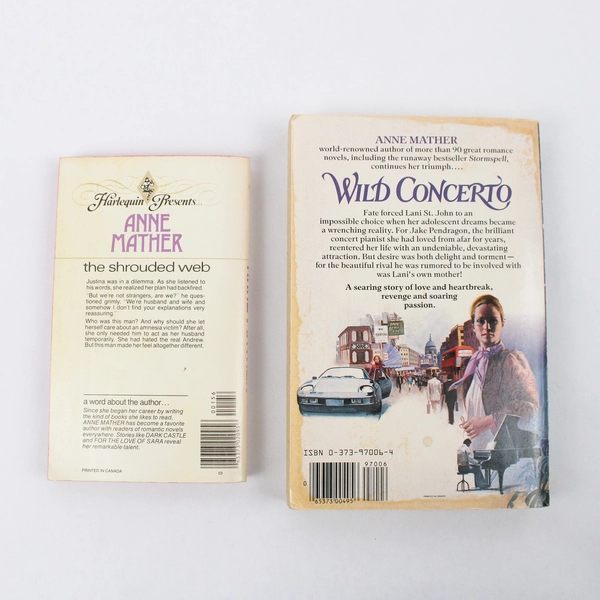 Harlequin Presents...
ANNE
MATHER
the shrouded web
Justina was in a dilemma. As she listened to
his words, she realized her plan had backfired.
"But we're not strangers, are we?" he ques-
tioned grimly. "We're husband and wife and
somehow I don't find your explanations very
reassuring."
Who was this man? And why should she let
herself care about an amnesia victim? After all,
she only needed him to act as her husband
temporarily. She had hated the real Andrew.
But this man made her feel altogether different.
a word about the author...
Since she began her career by writing
the kind of books she likes to read,
ANNE MATHER has become a favorite
author with readers of romantic novels
everywhere. Stories like DARK CASTLE
and FOR THE LOVE OF SARA reveal
her remarkable talent.
PRINTED IN CANADA
00156
ANNE MATHER
world-renowned author of more than 90 great romance
novels, including the runaway bestseller Stormspell,
continues her triumph....
WILD CONCERTO
Fate forced Lani St. John to an
impossible choice when her adolescent dreams became
a wrenching reality. For Jake Pendragon, the brilliant
concert pianist she had loved from afar for years,
reentered her life with an undeniable, devastating
attraction. But desire was both delight and torment—
for the beautiful rival he was rumored to be involved with
was Lani's own mother!
A searing story of love and heartbreak,
revenge and soaring
passion.
ISBN 0-373-97006-4
97006
0
65373"00495